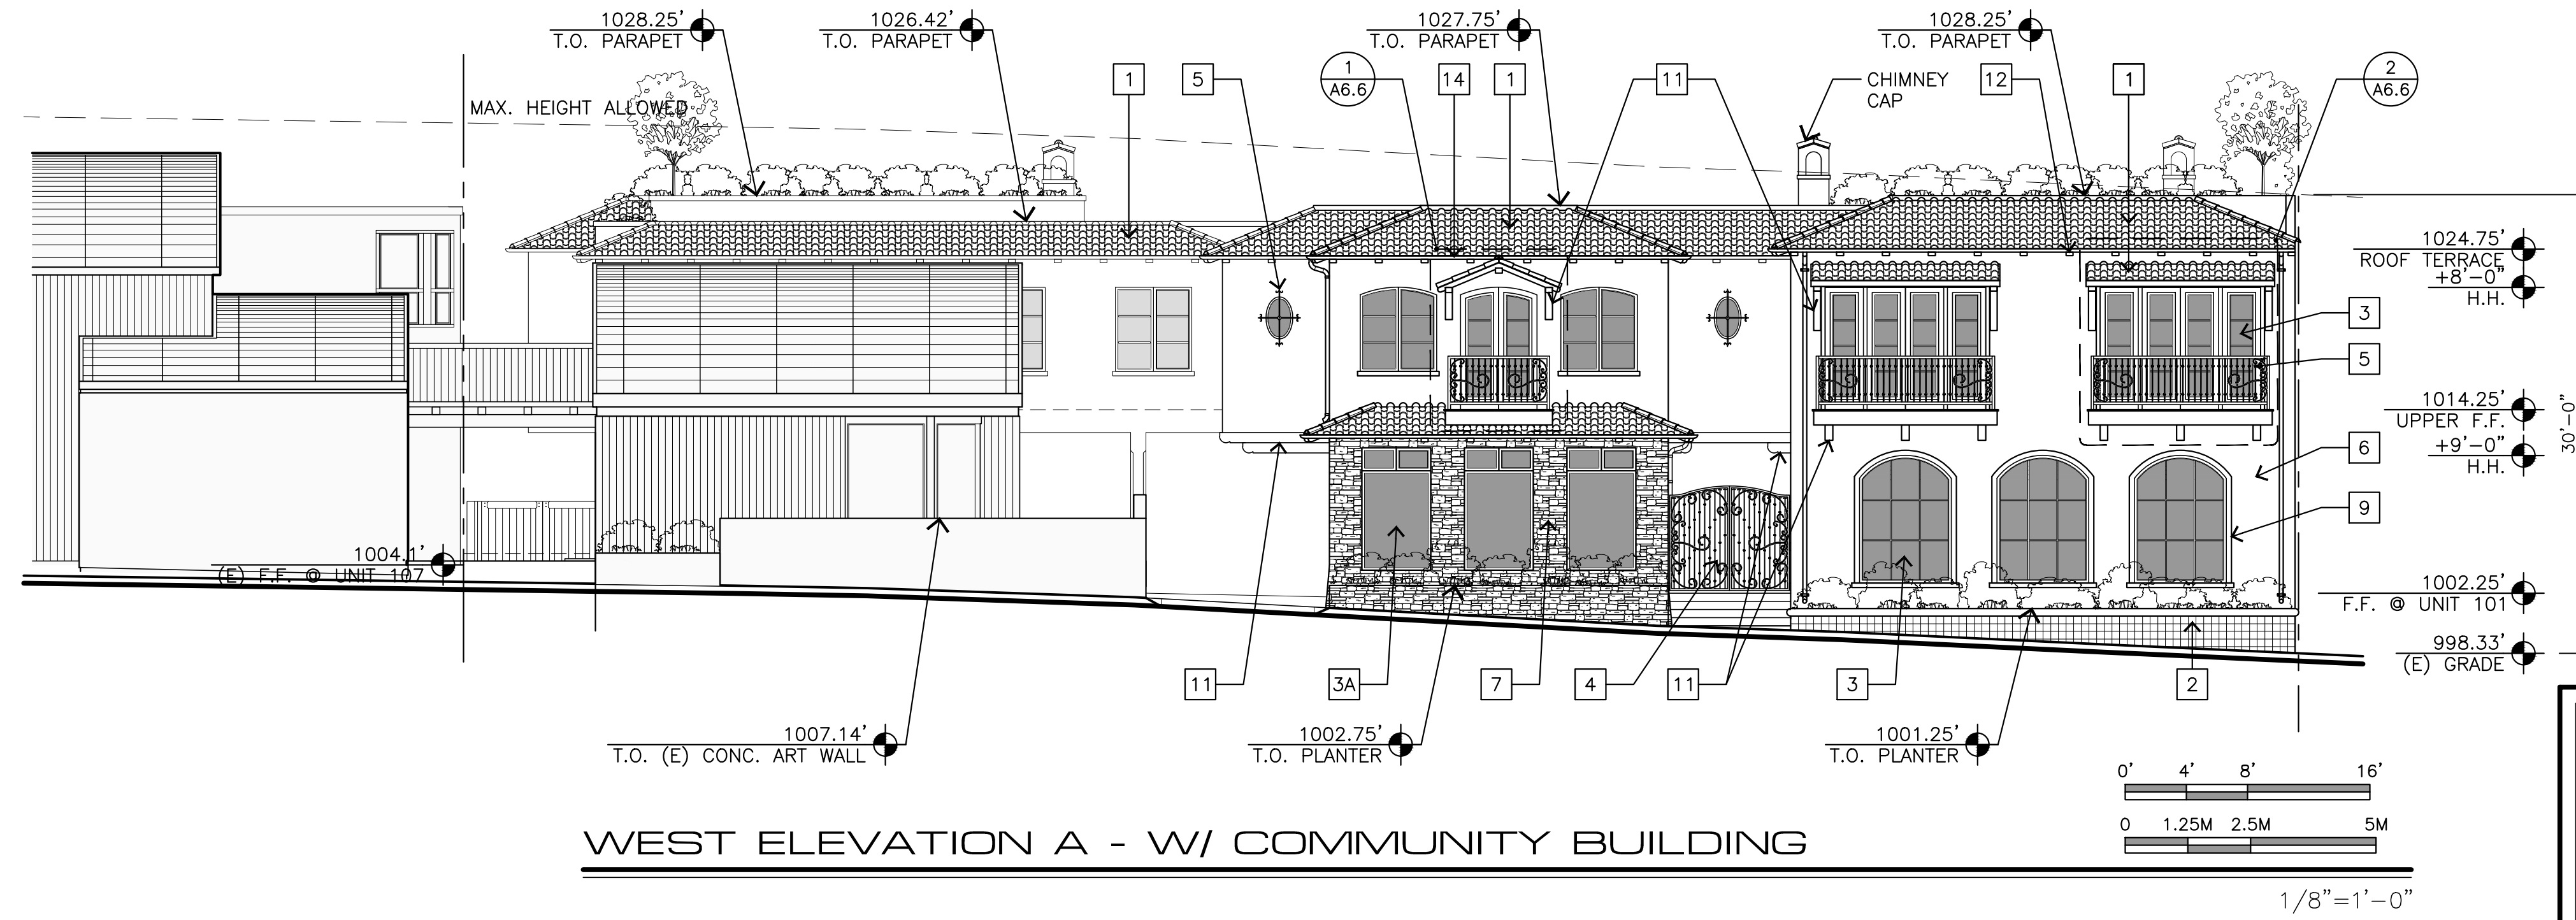 1028.25'
T.O. PARAPET
1026.42'
T.O. PARAPET
1027.75'
T.O. PARAPET
1028.25'
T.O. PARAPET
MAX. HEIGHT ALLOWED
1
5
1
A6.6
14
1
11
CHIMNEY
CAP
12
1
2
A6.6
1024.75'
ROOF TERRACE
+8'-0"
H.H.
3
5
1014.25'
UPPER F.F.
+9'-0"
H.H.
30'-0"
6
9
1004.1'
(E) F.F. @ UNIT 107
1002.25'
F.F. @ UNIT 101
998.33'
(E) GRADE
11
3A
7
4
11
3
2
1007.14'
T.O. (E) CONC. ART WALL
1002.75'
T.O. PLANTER
1001.25'
T.O. PLANTER
0' 4' 8' 16'
0 1.25M 2.5M 5M
WEST ELEVATION A - W/ COMMUNITY BUILDING
1/8"=1'-0"